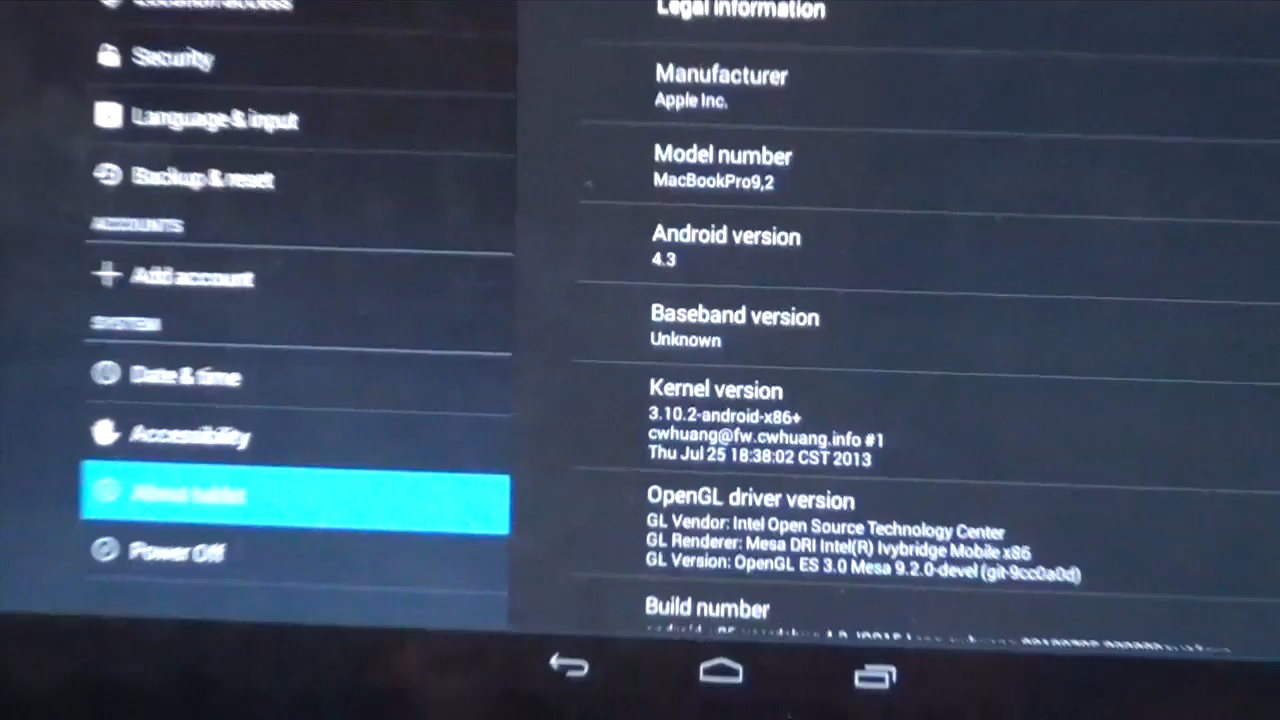 Location access
Security
Language & input
Backup & reset
ACCOUNTS
Add account
SYSTEM
Date & time
Accessibility
About tablet
Power Off
Legal information
Manufacturer
Apple Inc.
Model number
MacBookPro9,2
Android version
4.3
Baseband version
Unknown
Kernel version
3.10.2-android-x86+
cwhuang@fw.cwhuang.info #1
Thu Jul 25 18:38:02 CST 2013
OpenGL driver version
GL Vendor: Intel Open Source Technology Center
GL Renderer: Mesa DRI Intel(R) Ivybridge Mobile x86
GL Version: OpenGL ES 3.0 Mesa 9.2.0-devel (git-9cc0a0d)
Build number